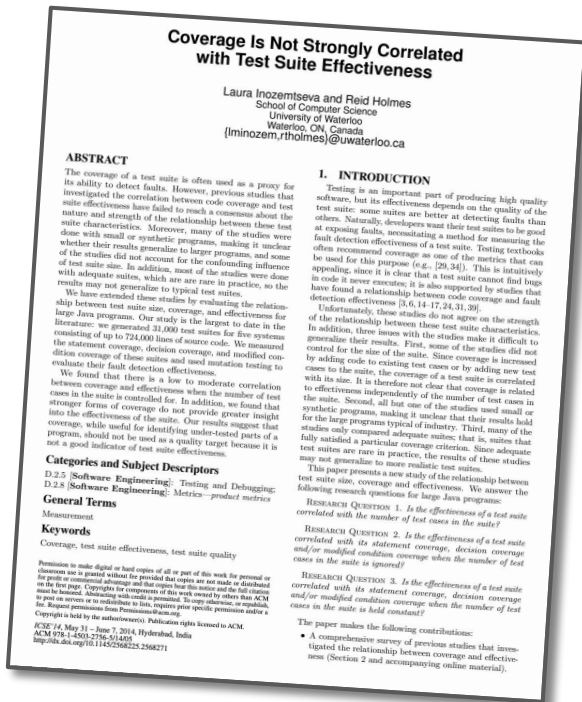 Coverage Is Not Strongly Correlated
with Test Suite Effectiveness
Laura Inozemtseva and Reid Holmes
School of Computer Science
University of Waterloo
Waterloo, ON, Canada
{lminozem,rtholmes}@uwaterloo.ca
ABSTRACT
The coverage of a test suite is often used as a proxy for
its ability to detect faults. However, previous studies that
investigated the correlation between code coverage and test
suite effectiveness have failed to reach a consensus about the
nature and strength of the relationship between these test
suite characteristics. Moreover, many of the studies were
done with small or synthetic programs, making it unclear
whether their results generalize to larger programs, and some
of the studies did not account for the confounding influence
of test suite size. In addition, most of the studies were done
with adequate suites, which are are rare in practice, so the
results may not generalize to typical test suites.
We have extended these studies by evaluating the relation-
ship between test suite size, coverage, and effectiveness for
large Java programs. Our study is the largest to date in the
literature: we generated 31,000 test suites for five systems
consisting of up to 724,000 lines of source code. We measured
the statement coverage, decision coverage, and modified con-
dition coverage of these suites and used mutation testing to
evaluate their fault detection effectiveness.
We found that there is a low to moderate correlation
between coverage and effectiveness when the number of test
cases in the suite is controlled for. In addition, we found that
stronger forms of coverage do not provide greater insight
into the effectiveness of the suite. Our results suggest that
coverage, while useful for identifying under-tested parts of a
program, should not be used as a quality target because it is
not a good indicator of test suite effectiveness.
Categories and Subject Descriptors
D.2.5 [Software Engineering]: Testing and Debugging;
D.2.8 [Software Engineering]: Metrics—product metrics
General Terms
Measurement
Keywords
Coverage, test suite effectiveness, test suite quality
Permission to make digital or hard copies of all or part of this work for personal or
classroom use is granted without fee provided that copies are not made or distributed
for profit or commercial advantage and that copies bear this notice and the full citation
on the first page. Copyrights for components of this work owned by others than ACM
must be honored. Abstracting with credit is permitted. To copy otherwise, or republish,
to post on servers or to redistribute to lists, requires prior specific permission and/or a
fee. Request permissions from Permissions@acm.org.
Copyright is held by the author/owner(s). Publication rights licensed to ACM.
ICSE'14, May 31 – June 7, 2014, Hyderabad, India
ACM 978-1-4503-2756-5/14/05
http://dx.doi.org/10.1145/2568225.2568271
1. INTRODUCTION
Testing is an important part of producing high quality
software, but its effectiveness depends on the quality of the
test suite: some suites are better at detecting faults than
others. Naturally, developers want their test suites to be good
at exposing faults, necessitating a method for measuring the
fault detection effectiveness of a test suite. Testing textbooks
often recommend coverage as one of the metrics that can
be used for this purpose (e.g., [29,34]). This is intuitively
appealing, since it is clear that a test suite cannot find bugs
in code it never executes; it is also supported by studies that
have found a relationship between code coverage and fault
detection effectiveness [3,6,14–17,24,31,39].
Unfortunately, these studies do not agree on the strength
of the relationship between these test suite characteristics.
In addition, three issues with the studies make it difficult to
generalize their results. First, some of the studies did not
control for the size of the suite. Since coverage is increased
by adding code to existing test cases or by adding new test
cases to the suite, the coverage of a test suite is correlated
with its size. It is therefore not clear that coverage is related
to effectiveness independently of the number of test cases in
the suite. Second, all but one of the studies used small or
synthetic programs, making it unclear that their results hold
for the large programs typical of industry. Third, many of the
studies only compared adequate suites; that is, suites that
fully satisfied a particular coverage criterion. Since adequate
test suites are rare in practice, the results of these studies
may not generalize to more realistic test suites.
This paper presents a new study of the relationship between
test suite size, coverage and effectiveness. We answer the
following research questions for large Java programs:
RESEARCH QUESTION 1. Is the effectiveness of a test suite
correlated with the number of test cases in the suite?
RESEARCH QUESTION 2. Is the effectiveness of a test suite
correlated with its statement coverage, decision coverage
and/or modified condition coverage when the number of test
cases in the suite is ignored?
RESEARCH QUESTION 3. Is the effectiveness of a test suite
correlated with its statement coverage, decision coverage
and/or modified condition coverage when the number of test
cases in the suite is held constant?
The paper makes the following contributions:
• A comprehensive survey of previous studies that inves-
tigated the relationship between coverage and effective-
ness (Section 2 and accompanying online material).